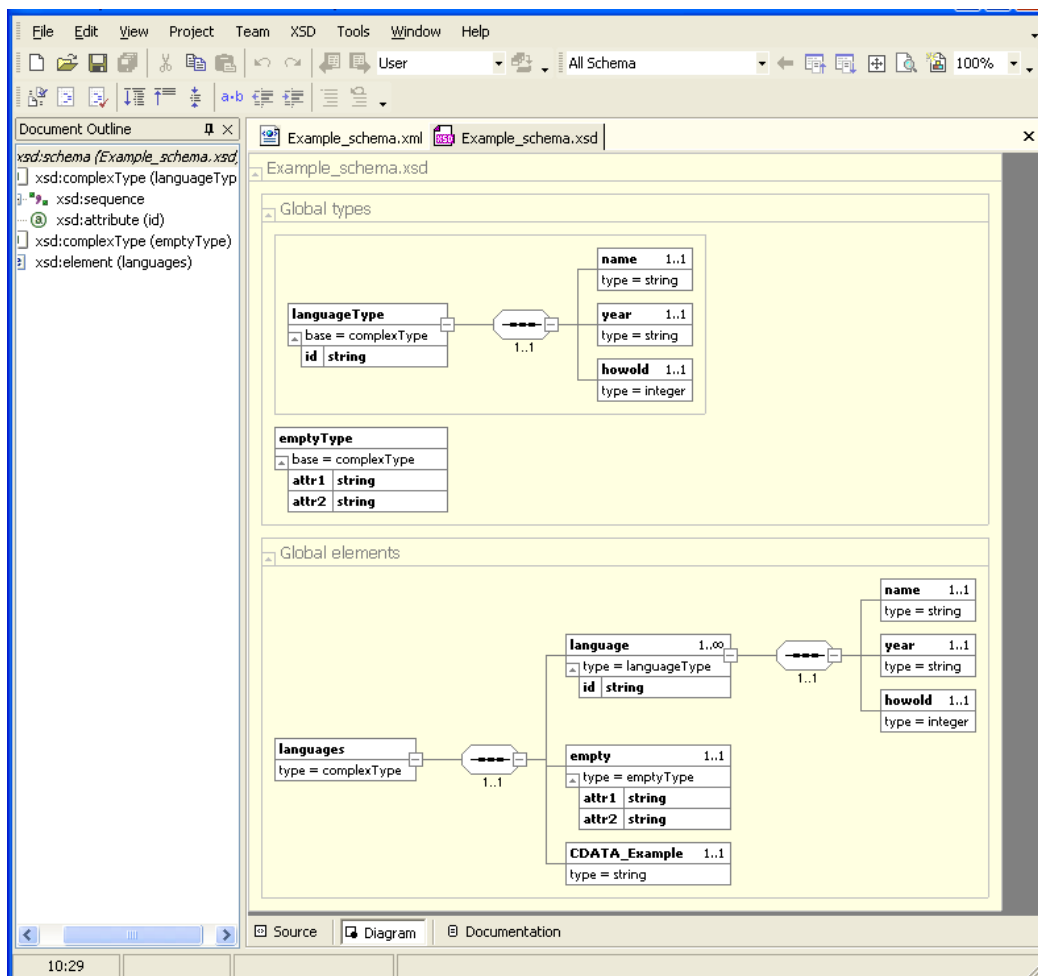 File Edit View Project Team XSD Tools Window Help
User All Schema 100%
a•b
Document Outline
Example_schema.xml Example_schema.xsd
xsd:schema (Example_schema.xsd)
xsd:complexType (languageTyp
xsd:sequence
a xsd:attribute (id)
xsd:complexType (emptyType)
xsd:element (languages)
Example_schema.xsd
Global types
languageType
base = complexType
id string
1..1
name 1..1
type = string
year 1..1
type = string
howold 1..1
type = integer
emptyType
base = complexType
attr1 string
attr2 string
Global elements
languages
type = complexType
1..1
language 1..∞
type = languageType
id string
1..1
name 1..1
type = string
year 1..1
type = string
howold 1..1
type = integer
empty 1..1
type = emptyType
attr1 string
attr2 string
CDATA_Example 1..1
type = string
Source Diagram Documentation
10:29